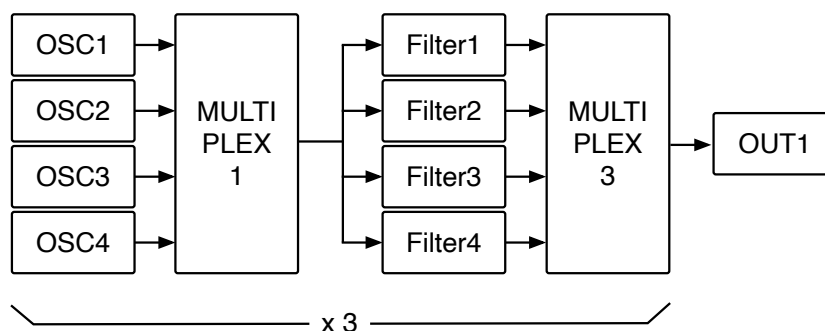 OSC1
OSC2
OSC3
OSC4
MULTI
PLEX
1
Filter1
Filter2
Filter3
Filter4
MULTI
PLEX
3
OUT1
x 3